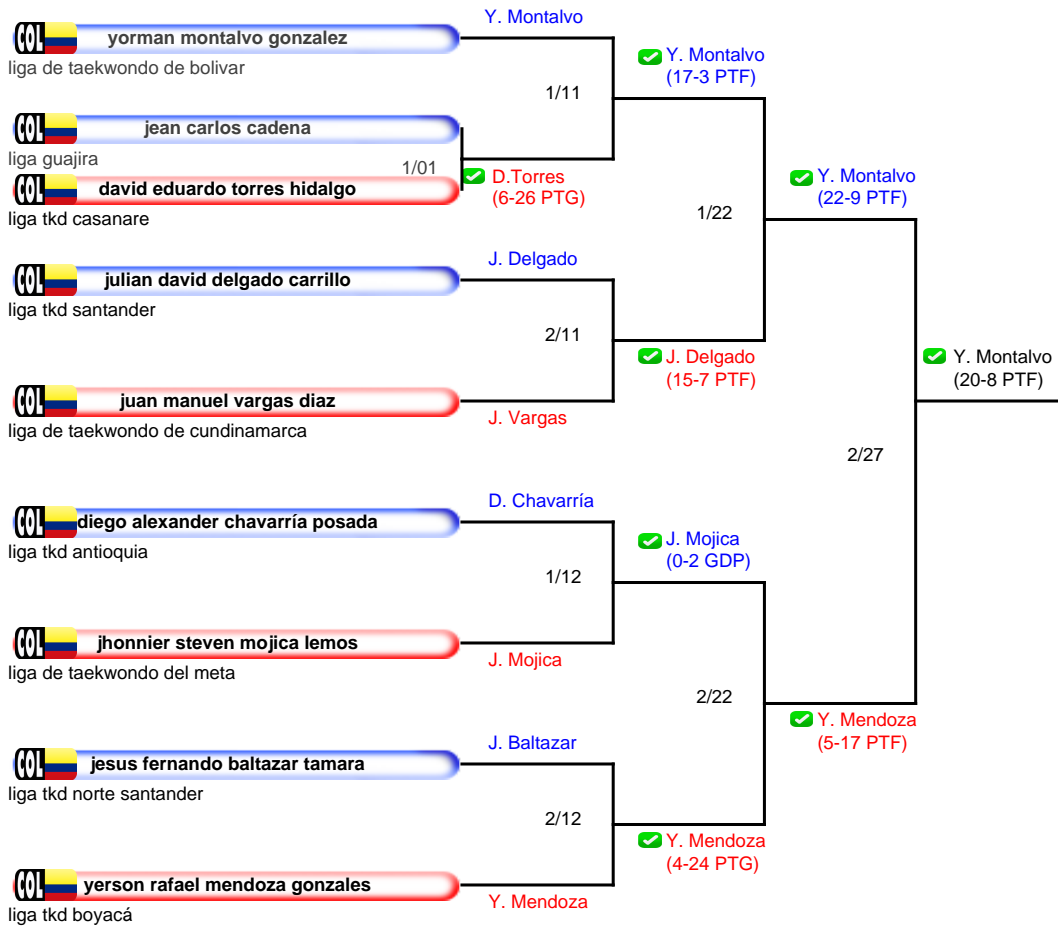 Y. Montalvo
COL yorman montalvo gonzalez
liga de taekwondo de bolivar
Y. Montalvo
(17-3 PTF)
1/11
COL jean carlos cadena
liga guajira
1/01
COL david eduardo torres hidalgo
liga tkd casanare
D.Torres
(6-26 PTG)
Y. Montalvo
(22-9 PTF)
1/22
J. Delgado
COL julian david delgado carrillo
liga tkd santander
2/11
J. Delgado
(15-7 PTF)
Y. Montalvo
(20-8 PTF)
COL juan manuel vargas diaz
J. Vargas
liga de taekwondo de cundinamarca
2/27
D. Chavarría
COL diego alexander chavarría posada
liga tkd antioquia
J. Mojica
(0-2 GDP)
1/12
COL jhonnier steven mojica lemos
J. Mojica
liga de taekwondo del meta
2/22
Y. Mendoza
(5-17 PTF)
J. Baltazar
COL jesus fernando baltazar tamara
liga tkd norte santander
2/12
Y. Mendoza
(4-24 PTG)
COL yerson rafael mendoza gonzales
Y. Mendoza
liga tkd boyacá